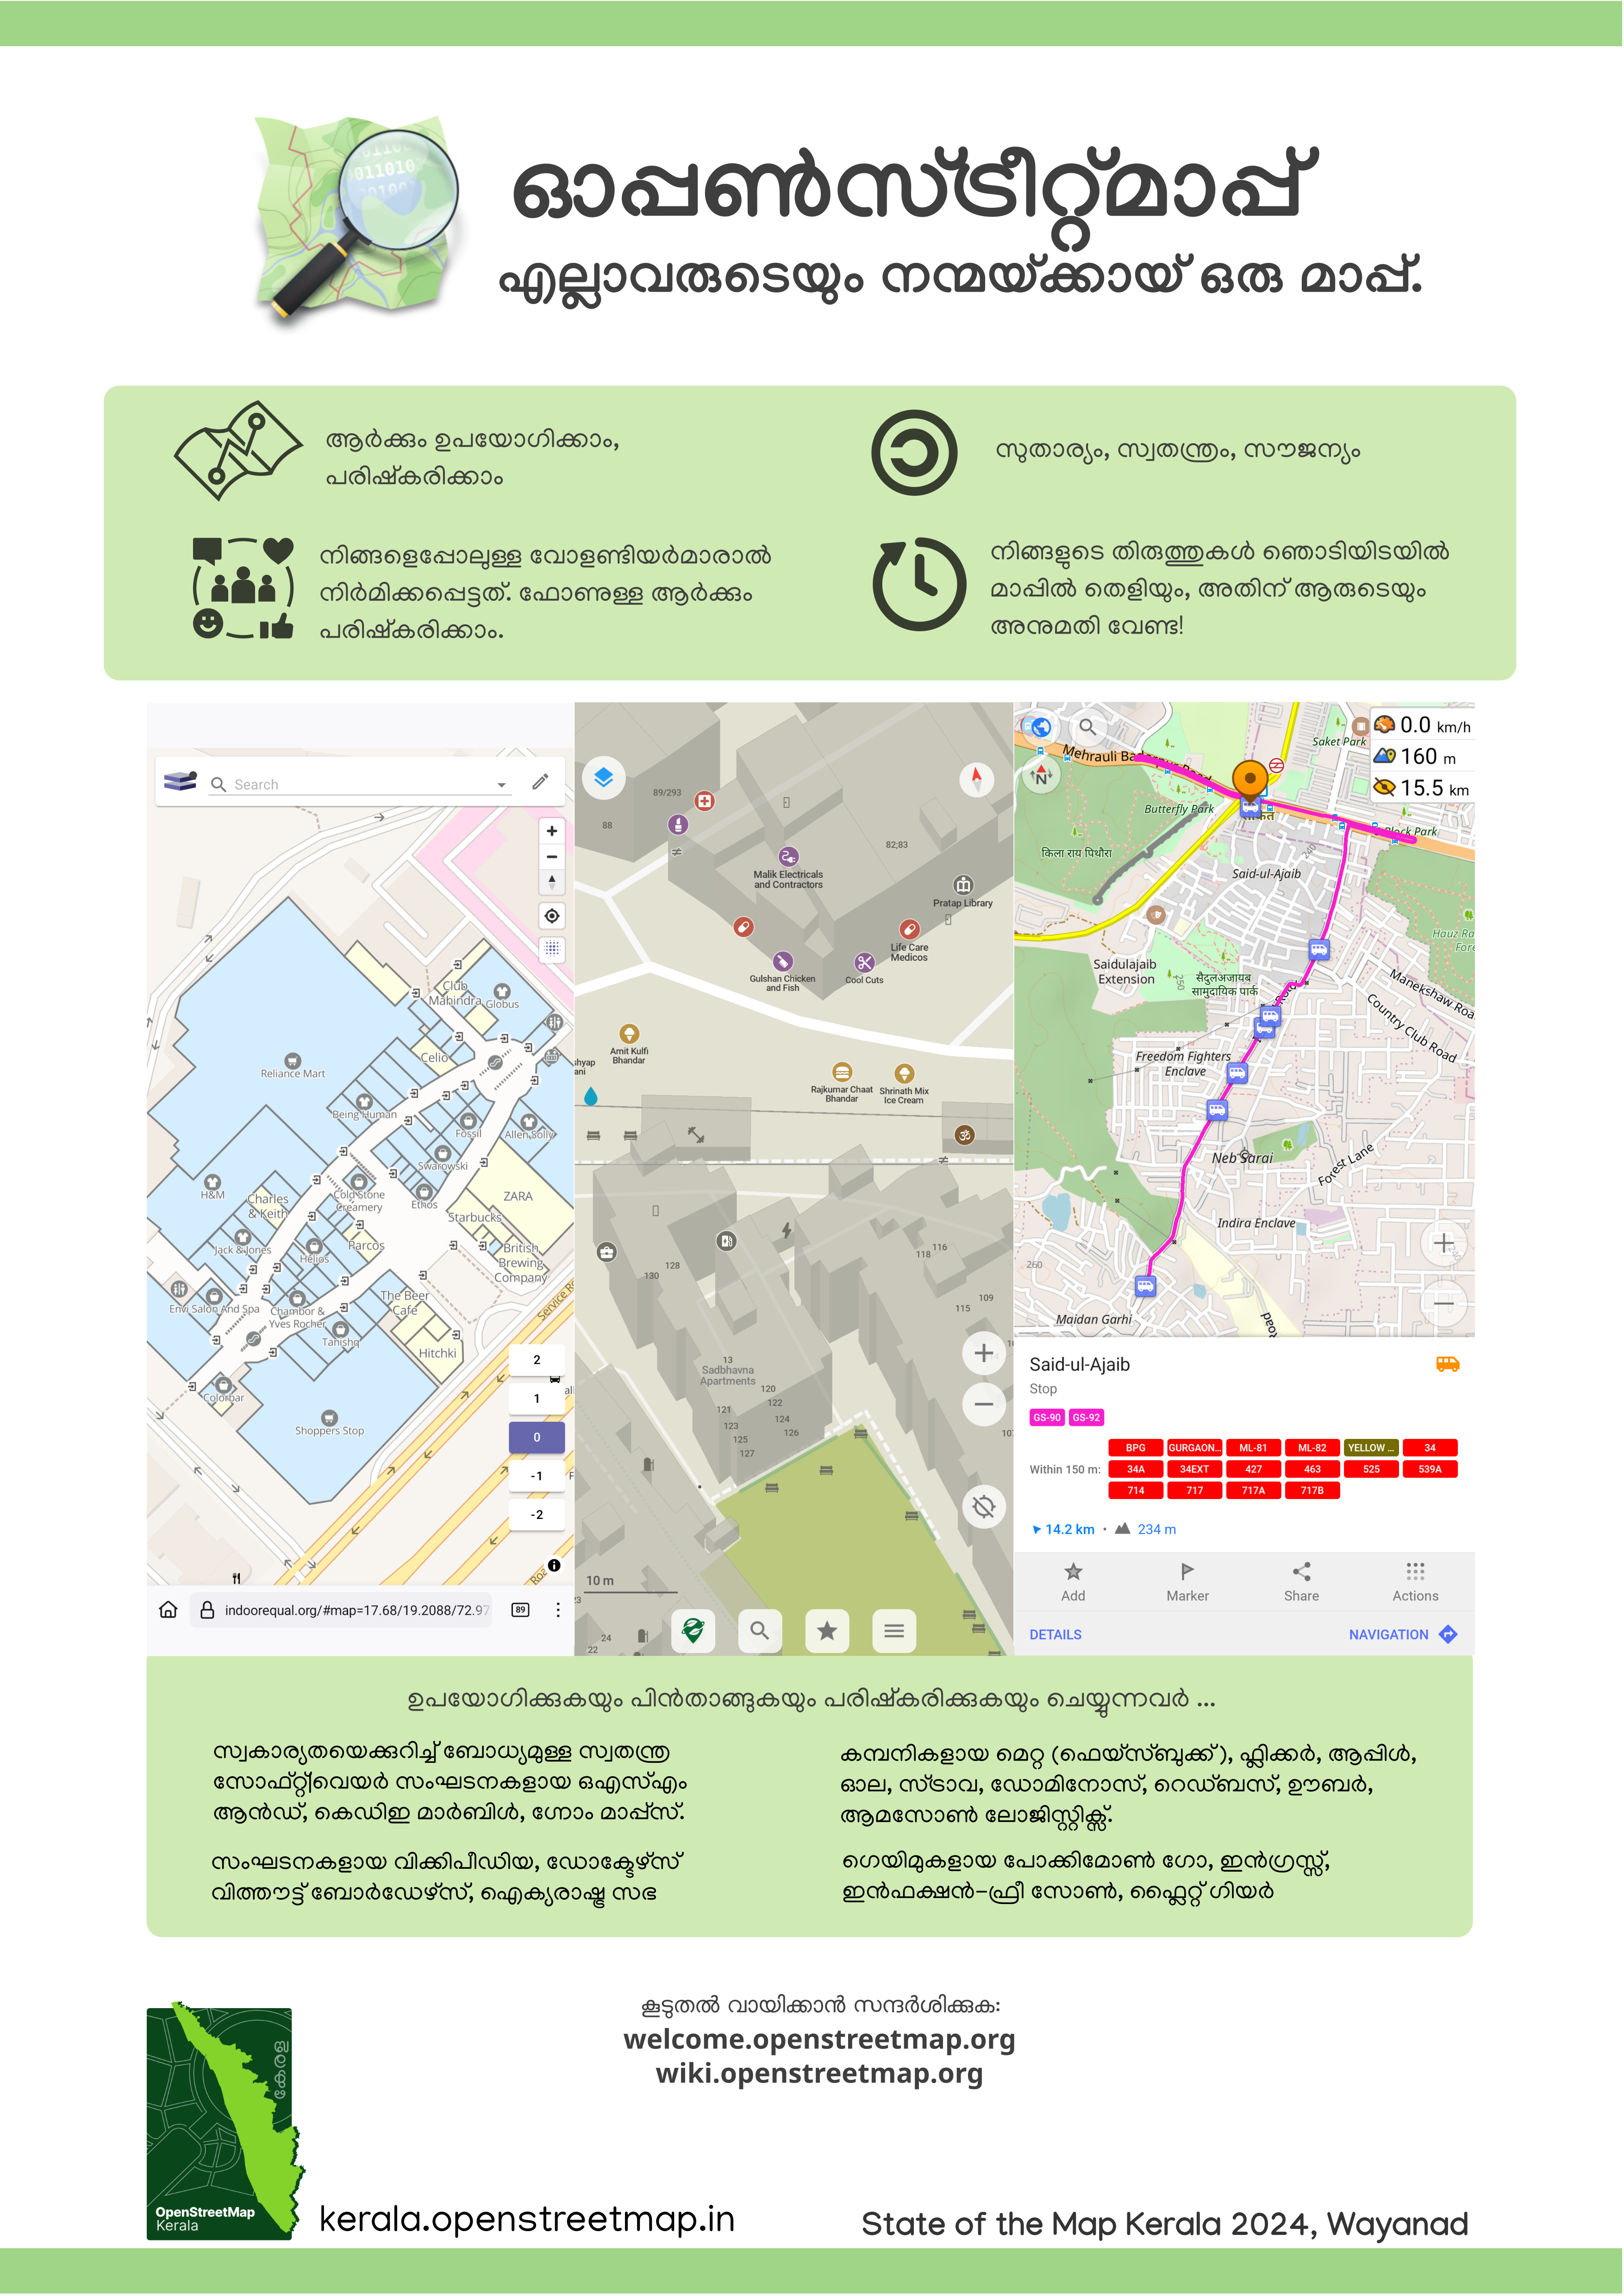 ഓപ്പൺസ്ട്രീറ്റ്മാപ്പ്
എല്ലാവരുടെയും നന്മയ്ക്കായ് ഒരു മാപ്പ്.
ആർക്കും ഉപയോഗിക്കാം,
പരിഷ്കരിക്കാം
സുതാര്യം, സ്വതന്ത്രം, സൗജന്യം
നിങ്ങളെപ്പോലുള്ള വോളണ്ടിയർമാരാൽ
നിർമിക്കപ്പെട്ടത്. ഫോണുള്ള ആർക്കും
പരിഷ്കരിക്കാം.
നിങ്ങളുടെ തിരുത്തുകൾ ഞൊടിയിടയിൽ
മാപ്പിൽ തെളിയും, അതിന് ആരുടെയും
അനുമതി വേണ്ട!
Search
Club
Mahindra
Globus
Reliance Mart
Celio
Being Human
Fossil
Allen Solly
Swarowski
H&M
Charles
& Keith
Cold Stone
Creamery
Ethos
ZARA
Starbucks
Jack & Jones
Helios
Parcos
British
Brewing
Company
Envi Salon And Spa
Chambor &
Yves Rocher
The Beer
Cafe
Tanishq
Hitchki
Colorbar
Shoppers Stop
Service R
2
1
0
-1
-2
indoorequal.org/#map=17.68/19.2088/72.97
89
89/293
88
82;83
Malik Electricals
and Contractors
Pratap Library
Life Care
Medicos
Gulshan Chicken
and Fish
Cool Cuts
Amit Kulfi
Bhandar
Rajkumar Chaat
Bhandar
Shrinath Mix
Ice Cream
116
118
128
130
109
115
13
Sadbhavna
Apartments
120
122
121
124
123
126
125
127
10 m
24
22
0.0 km/h
160 m
15.5 km
Saket Park
Mehrauli Badarpur Road
Butterfly Park
Block Park
किला राय पिथौरा
Said-ul-Ajaib
240
Saidulajaib
Extension
250
सैदुलअजायब
सामुदायिक पार्क
Manekshaw Roa
Country Club Road
Freedom Fighters
Enclave
Neb Sarai
Forest Lane
Indira Enclave
260
Maidan Garhi
Road
Said-ul-Ajaib
Stop
GS-90 GS-92
BPG GURGAON... ML-81 ML-82 YELLOW ... 34
Within 150 m: 34A 34EXT 427 463 525 539A
714 717 717A 717B
14.2 km • 234 m
Add Marker Share Actions
DETAILS NAVIGATION
ഉപയോഗിക്കുകയും പിൻതാങ്ങുകയും പരിഷ്കരിക്കുകയും ചെയ്യുന്നവർ ...
സ്വകാര്യതയെക്കുറിച്ച് ബോധ്യമുള്ള സ്വതന്ത്ര
സോഫ്റ്റ്‌വെയർ സംഘടനകളായ ഒഎസ്എം
ആൻഡ്, കെഡിഇ മാർബിൾ, ഗ്നോം മാപ്പ്സ്.
സംഘടനകളായ വിക്കിപീഡിയ, ഡോക്ടേഴ്സ്
വിത്തൗട്ട് ബോർഡേഴ്സ്, ഐക്യരാഷ്ട്ര സഭ
കമ്പനികളായ മെറ്റ (ഫെയ്സ്ബുക്ക്), ഫ്ലിക്കർ, ആപ്പിൾ,
ഓല, സ്ട്രാവ, ഡോമിനോസ്, റെഡ്ബസ്, ഊബർ,
ആമസോൺ ലോജിസ്റ്റിക്സ്.
ഗെയിമുകളായ പോക്കിമോൺ ഗോ, ഇൻഗ്രസ്സ്,
ഇൻഫക്ഷൻ-ഫ്രീ സോൺ, ഫ്ലൈറ്റ് ഗിയർ
കൂടുതൽ വായിക്കാൻ സന്ദർശിക്കുക:
welcome.openstreetmap.org
wiki.openstreetmap.org
കേരള
OpenStreetMap
Kerala
kerala.openstreetmap.in
State of the Map Kerala 2024, Wayanad